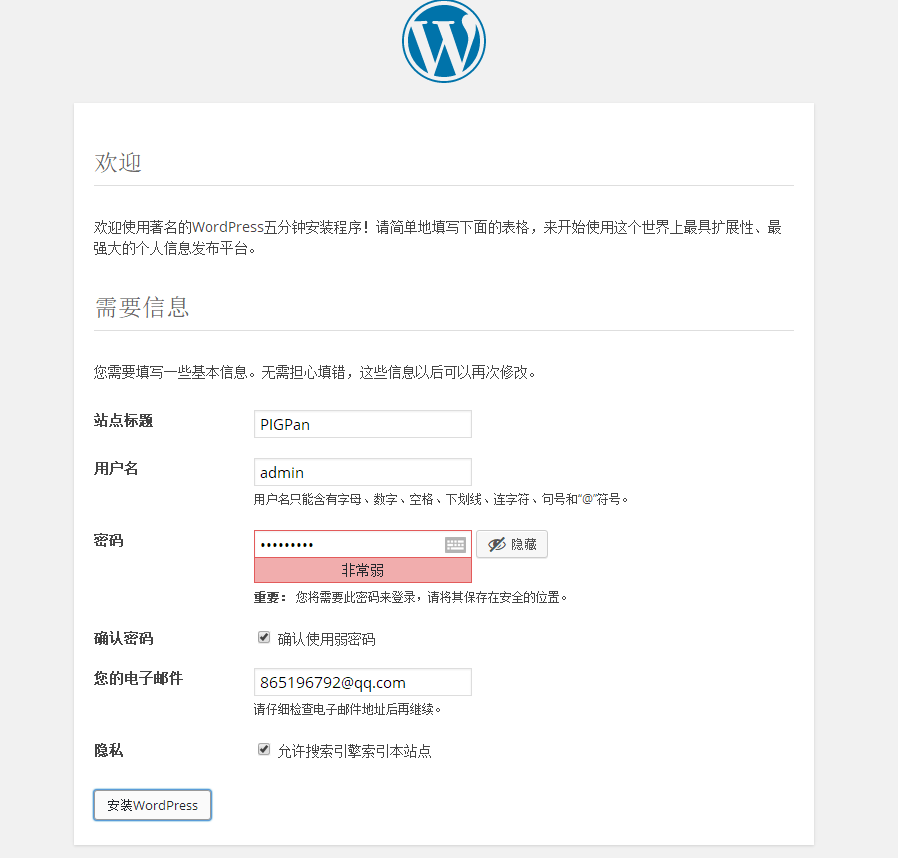 欢迎
欢迎使用著名的WordPress五分钟安装程序！请简单地填写下面的表格，来开始使用这个世界上最具扩展性、最
强大的个人信息发布平台。
需要信息
您需要填写一些基本信息。无需担心填错，这些信息以后可以再次修改。
站点标题 PIGPan
用户名 admin
用户名只能含有字母、数字、空格、下划线、连字符、句号和“@”符号。
密码 ••••••••• 隐藏
非常弱
重要： 您将需要此密码来登录，请将其保存在安全的位置。
确认密码 确认使用弱密码
您的电子邮件 865196792@qq.com
请仔细检查电子邮件地址后再继续。
隐私 允许搜索引擎索引本站点
安装WordPress